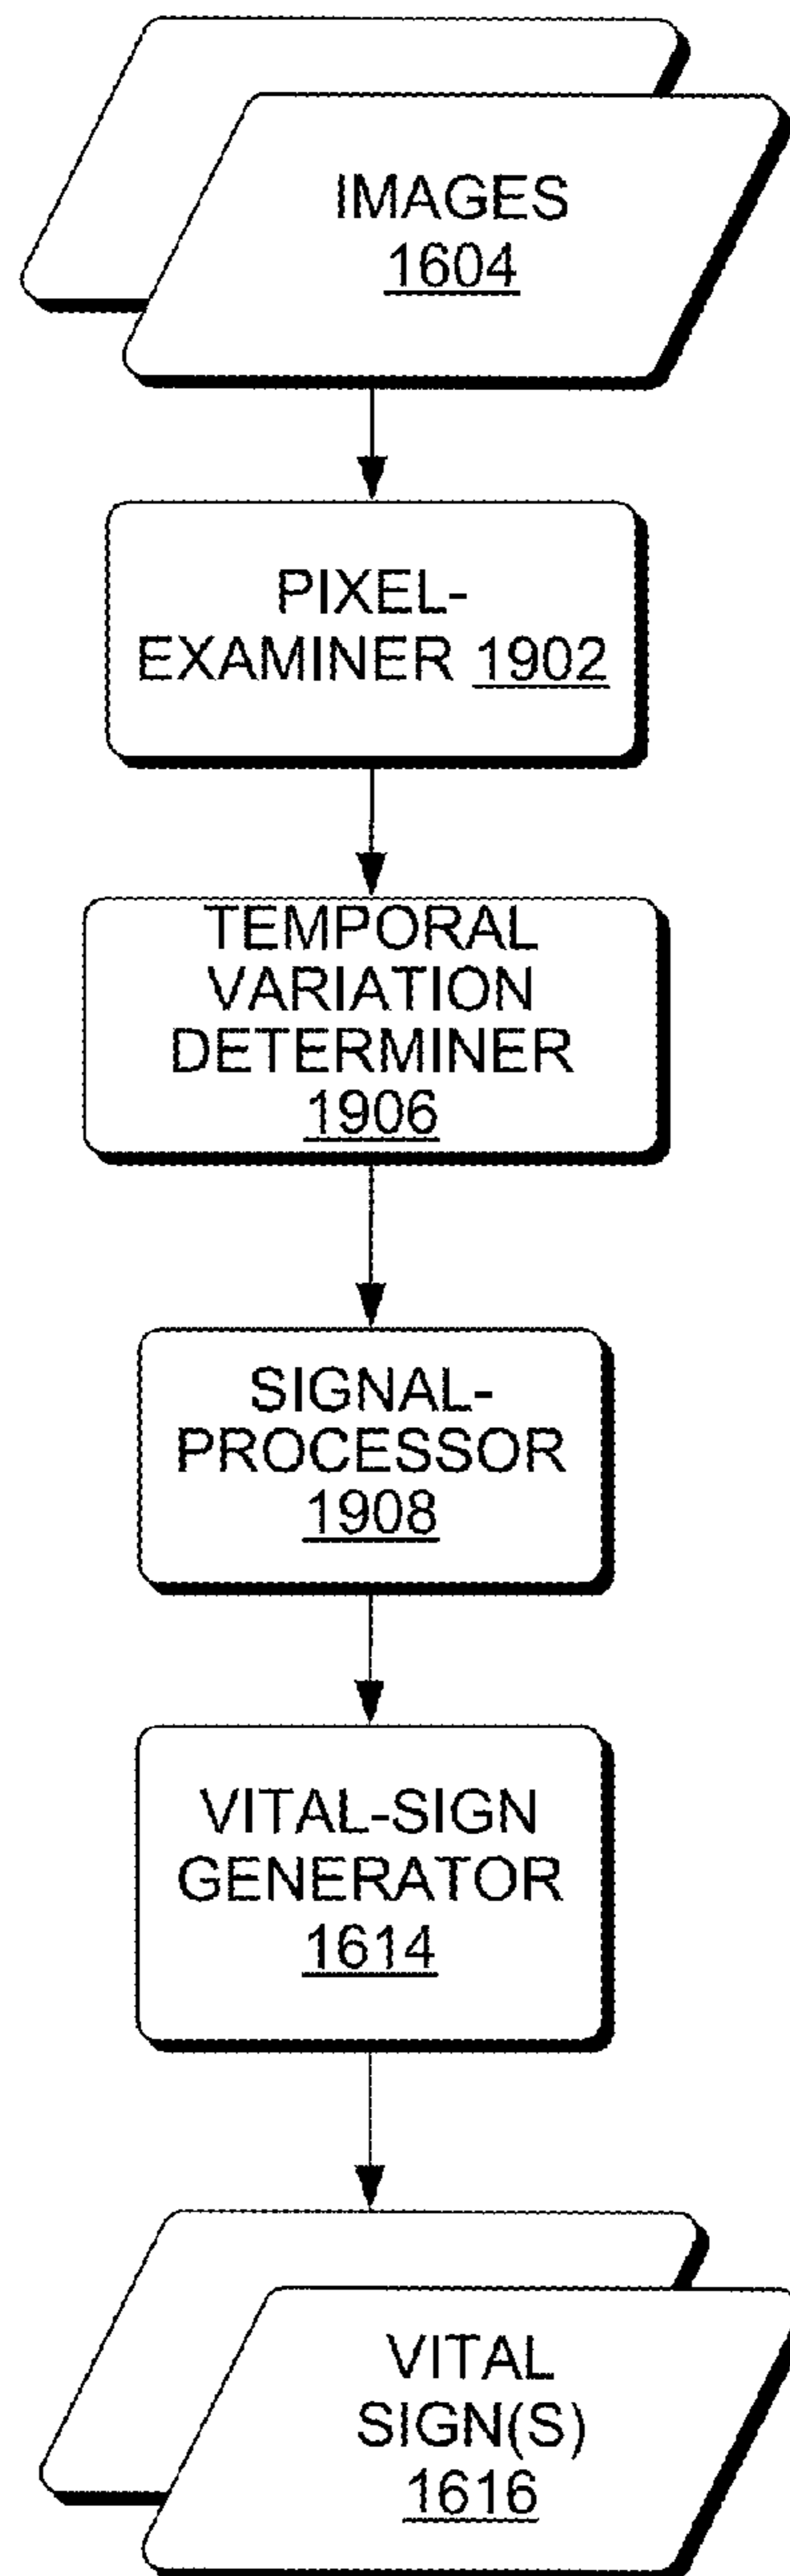 IMAGES
1604
PIXEL-
EXAMINER 1902
TEMPORAL
VARIATION
DETERMINER
1906
SIGNAL-
PROCESSOR
1908
VITAL-SIGN
GENERATOR
1614
VITAL
SIGN(S)
1616